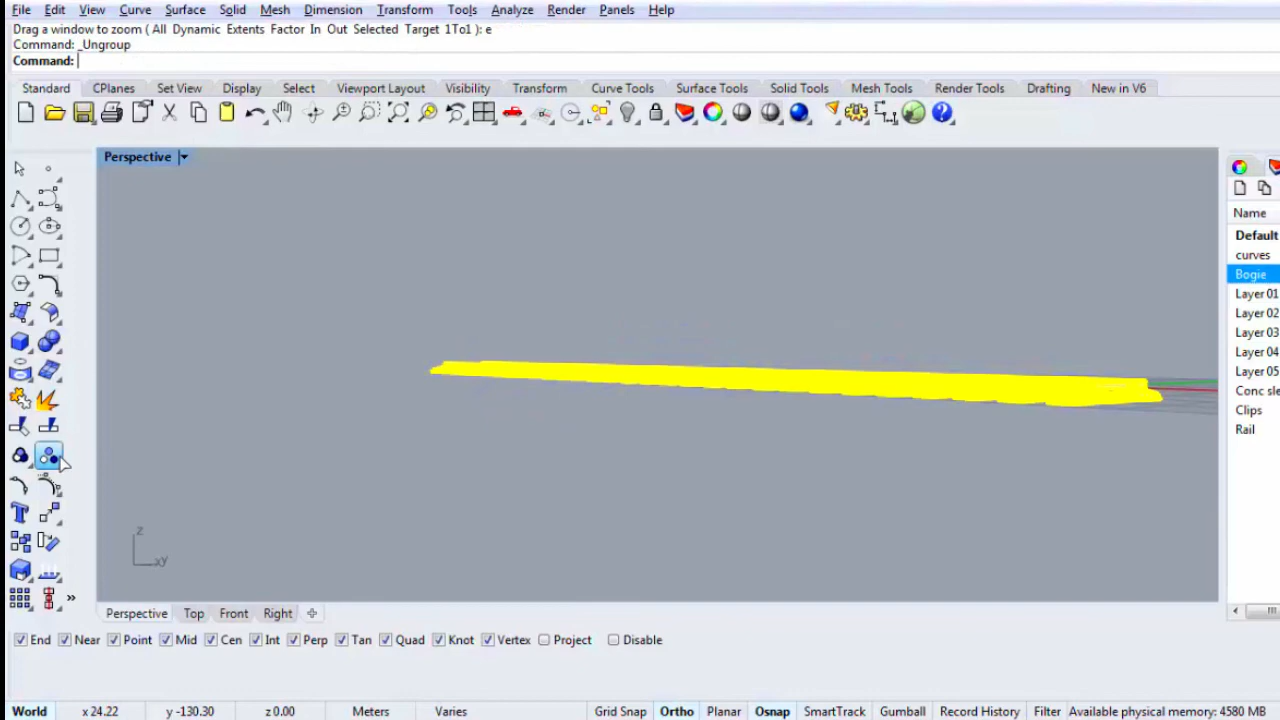 File Edit View Curve Surface Solid Mesh Dimension Transform Tools Analyze Render Panels Help
Drag a window to zoom ( All Dynamic Extents Factor In Out Selected Target 1To1 ): e
Command: _Ungroup
Command:
Standard CPlanes Set View Display Select Viewport Layout Visibility Transform Curve Tools Surface Tools Solid Tools Mesh Tools Render Tools Drafting New in V6
Perspective
Name
Default
curves
Bogie
Layer 01
Layer 02
Layer 03
Layer 04
Layer 05
Conc sle
Clips
Rail
z
xy
Perspective Top Front Right
End Near Point Mid Cen Int Perp Tan Quad Knot Vertex Project Disable
World x 24.22 y -130.30 z 0.00 Meters Varies Grid Snap Ortho Planar Osnap SmartTrack Gumball Record History Filter Available physical memory: 4580 MB